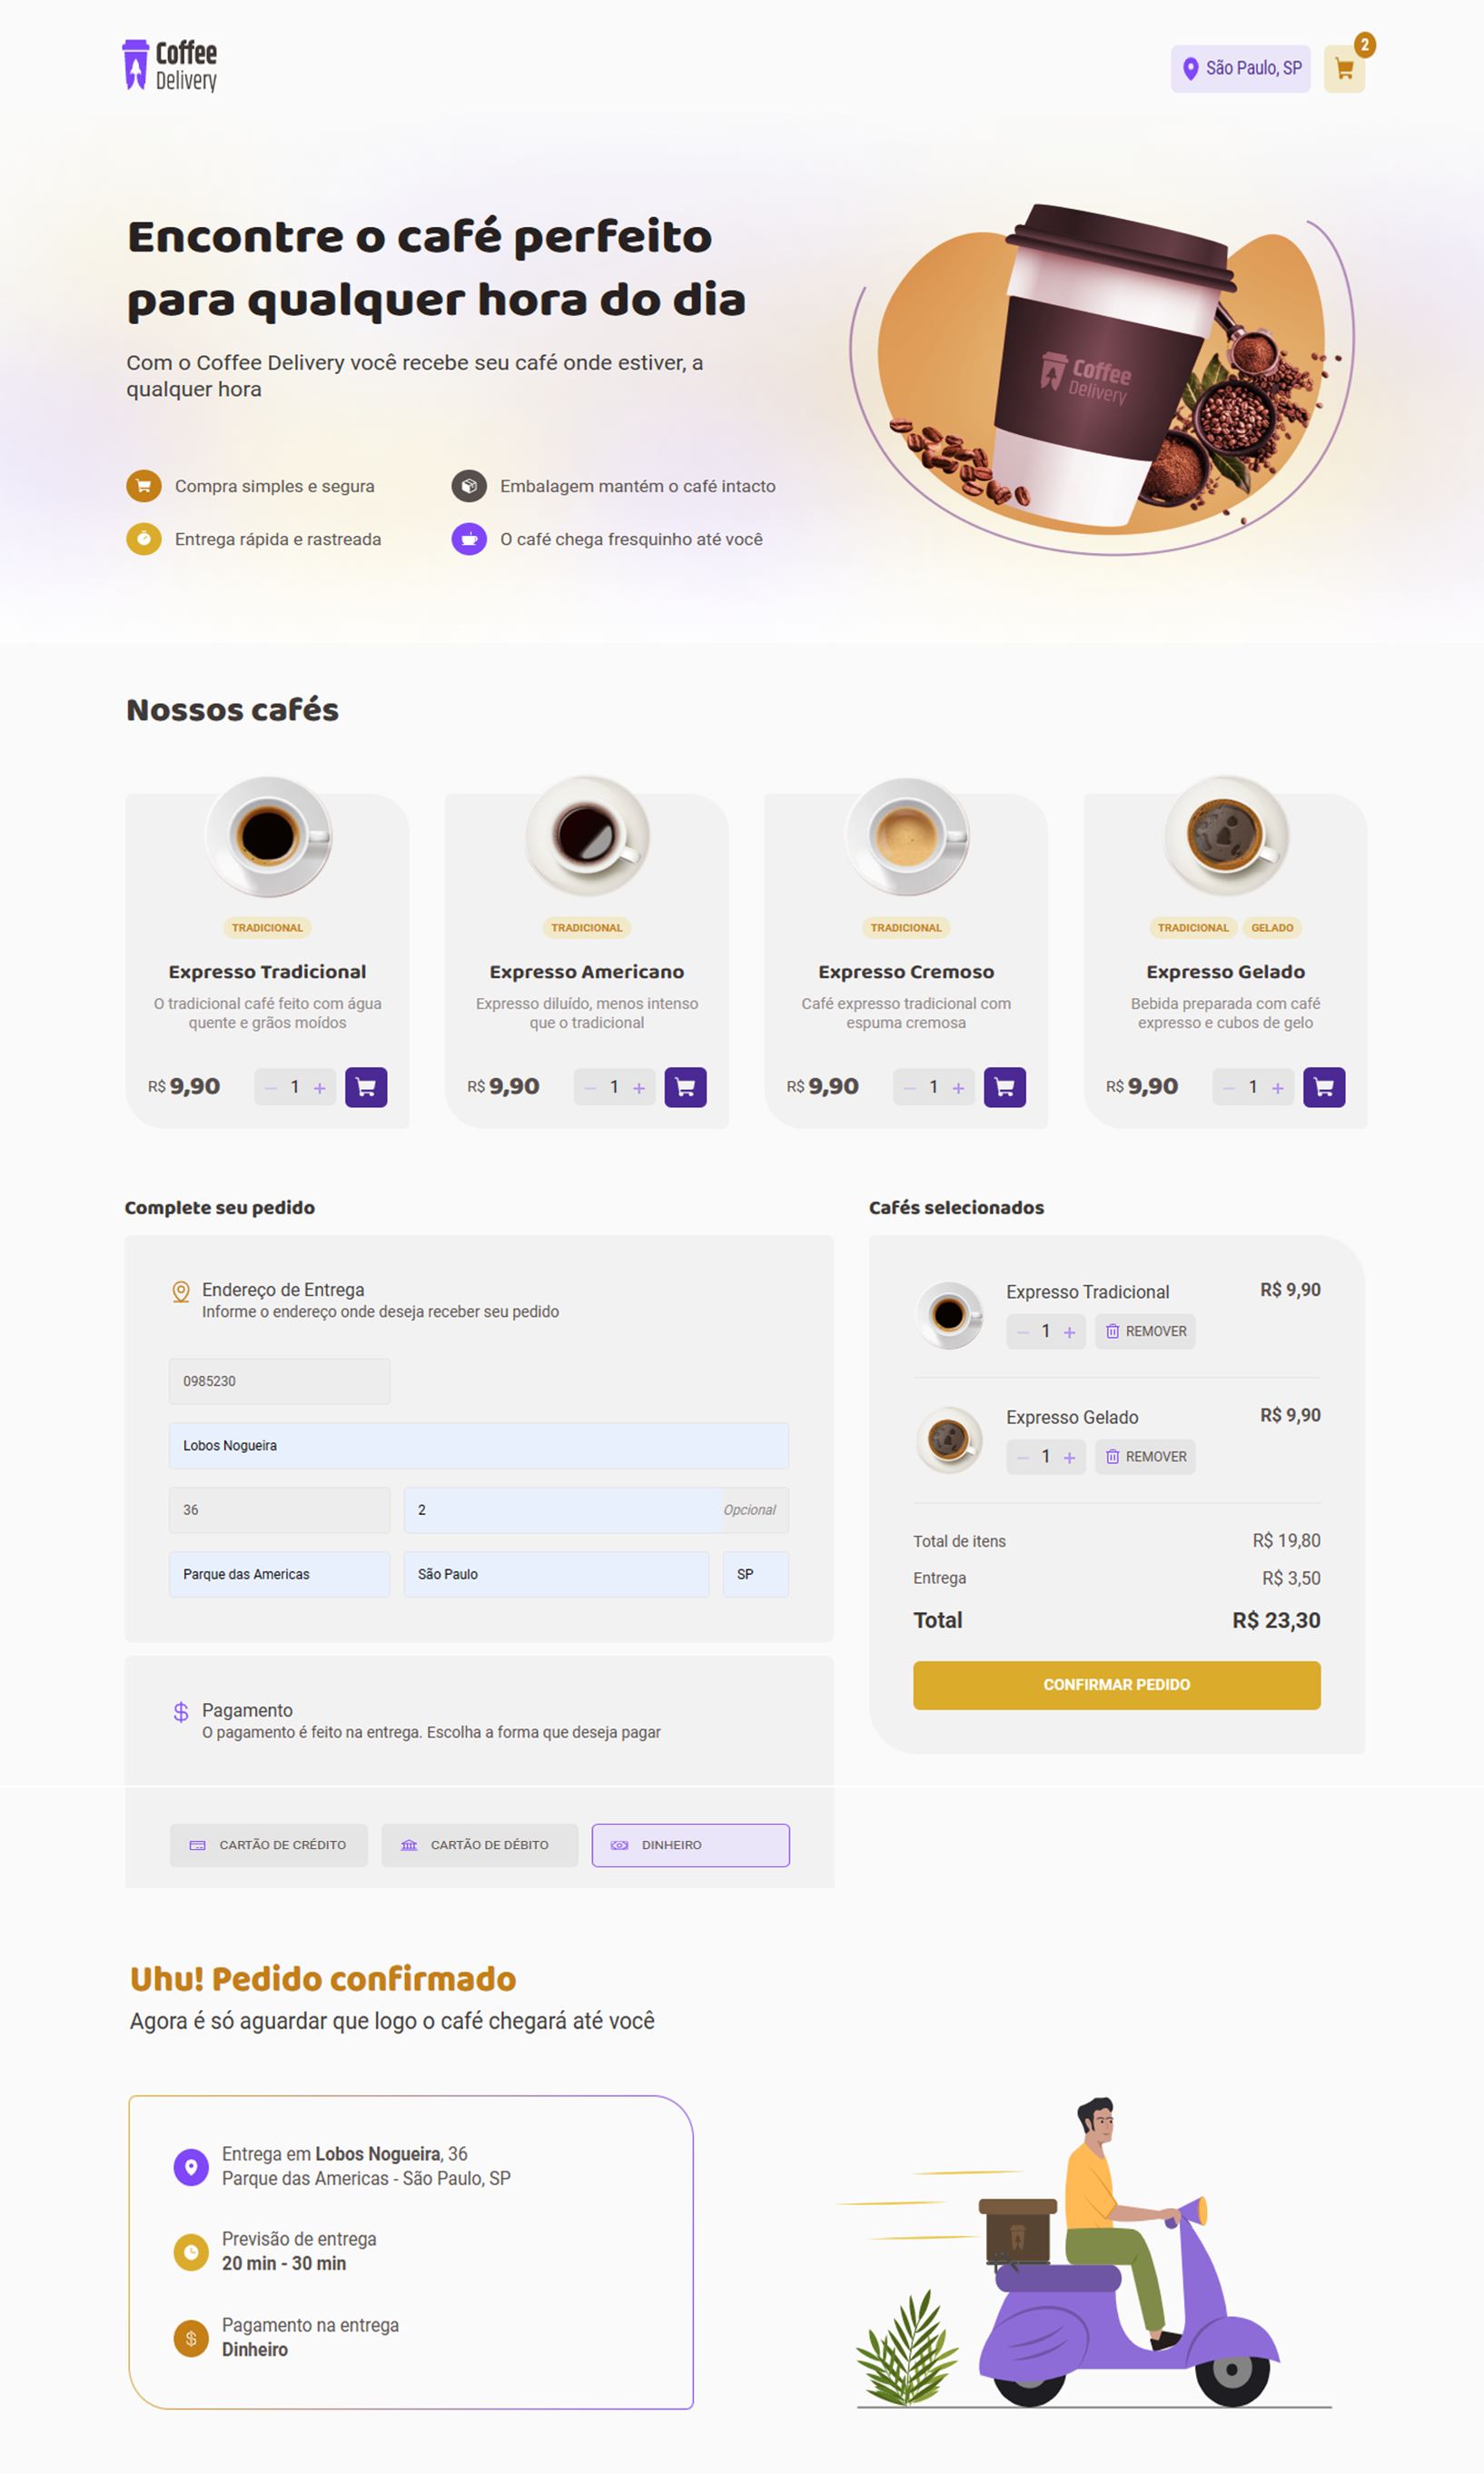 Coffee
Delivery
São Paulo, SP
2
Encontre o café perfeito
para qualquer hora do dia
Com o Coffee Delivery você recebe seu café onde estiver, a
qualquer hora
Compra simples e segura
Embalagem mantém o café intacto
Entrega rápida e rastreada
O café chega fresquinho até você
Coffee
Delivery
Nossos cafés
TRADICIONAL
Expresso Tradicional
O tradicional café feito com água
quente e grãos moídos
R$ 9,90
1
TRADICIONAL
Expresso Americano
Expresso diluído, menos intenso
que o tradicional
R$ 9,90
1
TRADICIONAL
Expresso Cremoso
Café expresso tradicional com
espuma cremosa
R$ 9,90
1
TRADICIONAL GELADO
Expresso Gelado
Bebida preparada com café
expresso e cubos de gelo
R$ 9,90
1
Complete seu pedido
Endereço de Entrega
Informe o endereço onde deseja receber seu pedido
0985230
Lobos Nogueira
36
2
Opcional
Parque das Americas
São Paulo
SP
Pagamento
O pagamento é feito na entrega. Escolha a forma que deseja pagar
CARTÃO DE CRÉDITO
CARTÃO DE DÉBITO
DINHEIRO
Cafés selecionados
Expresso Tradicional
R$ 9,90
1
REMOVER
Expresso Gelado
R$ 9,90
1
REMOVER
Total de itens R$ 19,80
Entrega R$ 3,50
Total R$ 23,30
CONFIRMAR PEDIDO
Uhu! Pedido confirmado
Agora é só aguardar que logo o café chegará até você
Entrega em Lobos Nogueira, 36
Parque das Americas - São Paulo, SP
Previsão de entrega
20 min - 30 min
Pagamento na entrega
Dinheiro